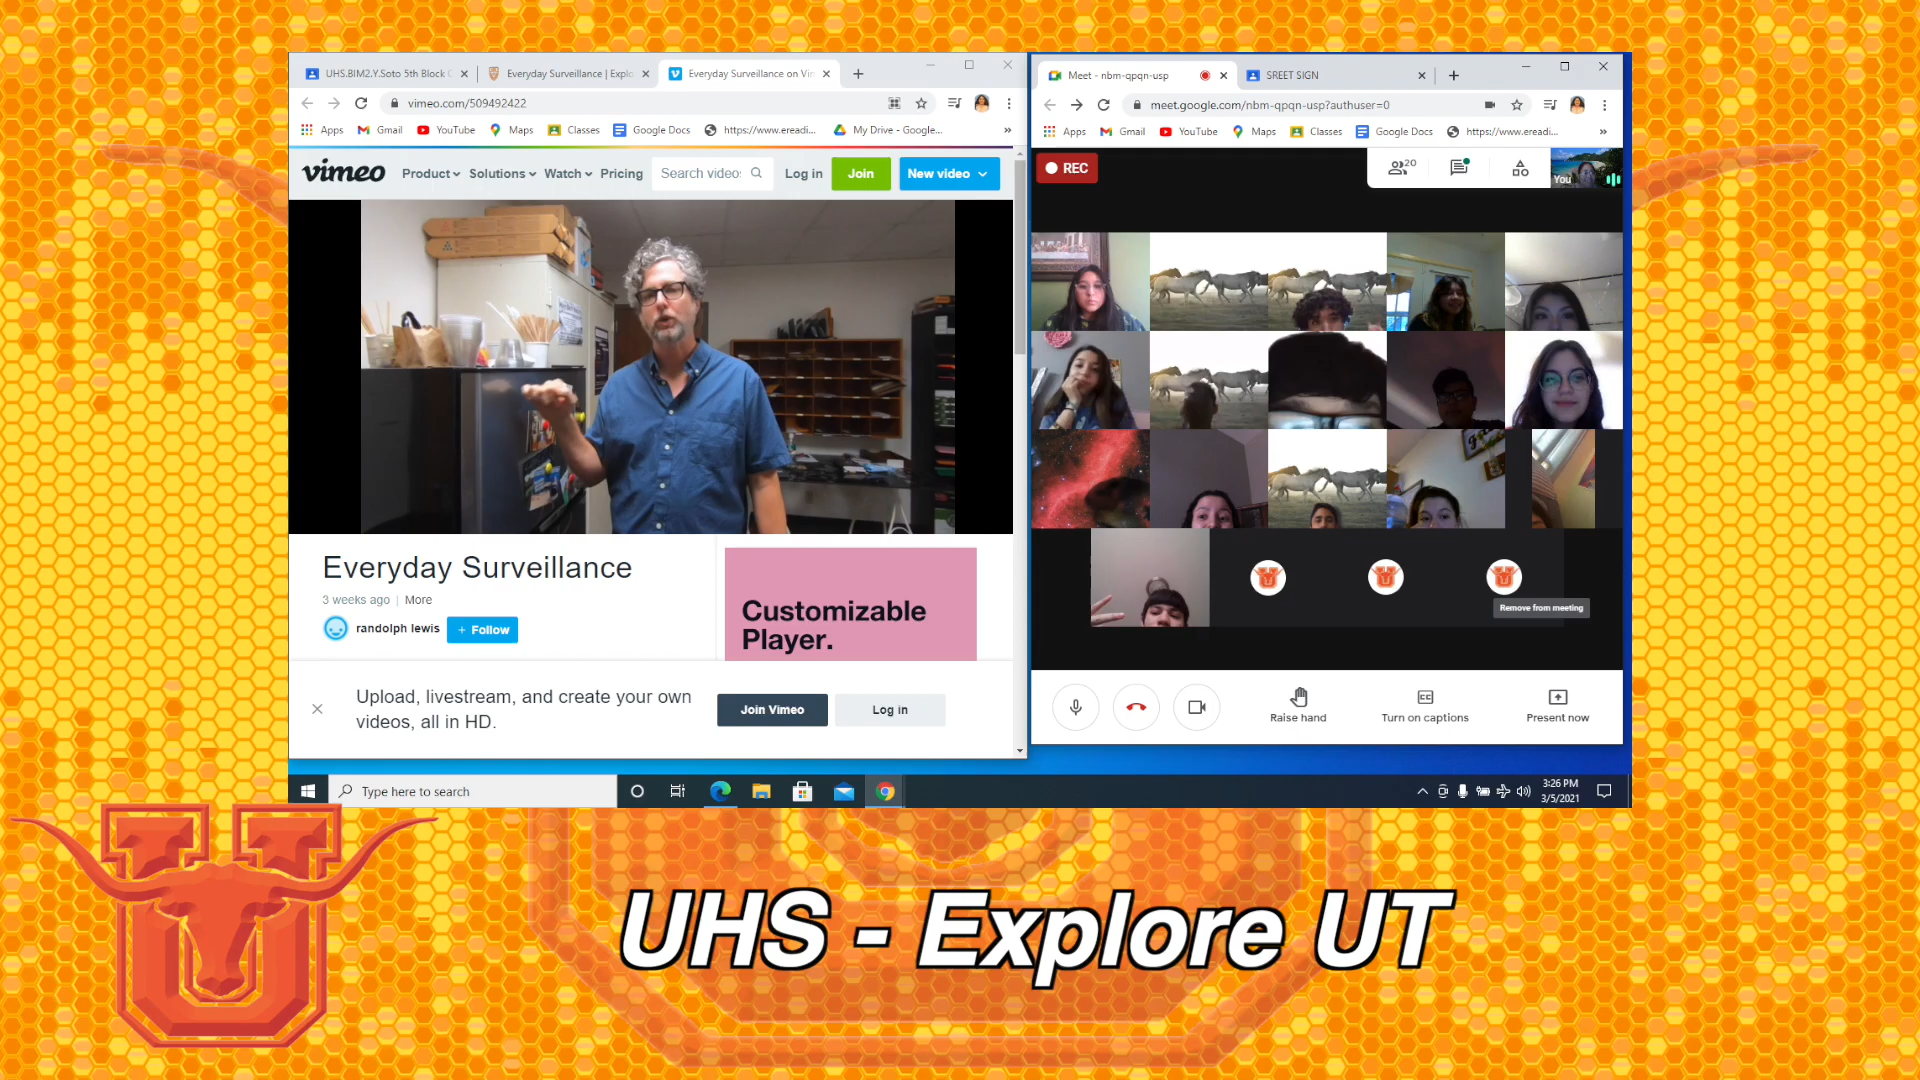 UHS.BIM2.Y.Soto 5th Block C
Everyday Surveillance | Explo
Everyday Surveillance on Vim
vimeo.com/509492422
Apps Gmail YouTube Maps Classes Google Docs https://www.ereadi... My Drive - Google... »
vimeo Product Solutions Watch Pricing Search videos Log in Join New video
Everyday Surveillance
3 weeks ago | More
randolph lewis + Follow
Customizable
Player.
Upload, livestream, and create your own
videos, all in HD.
Join Vimeo Log in
Meet - nbm-qpqn-usp
SREET SIGN
meet.google.com/nbm-qpqn-usp?authuser=0
Apps Gmail YouTube Maps Classes Google Docs https://www.ereadi... »
REC
20
You
Remove from meeting
Raise hand Turn on captions Present now
Type here to search
3:26 PM
3/5/2021
U
UHS - Explore UT